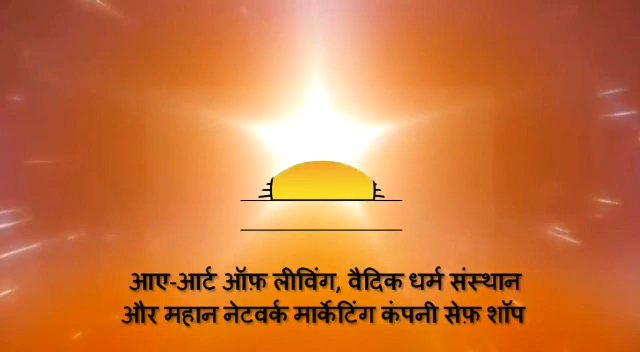 आए-आर्ट ऑफ़ लीविंग, वैदिक धर्म संस्थान
और महान नेटवर्क मार्केटिंग कंपनी सेफ़ शॉप